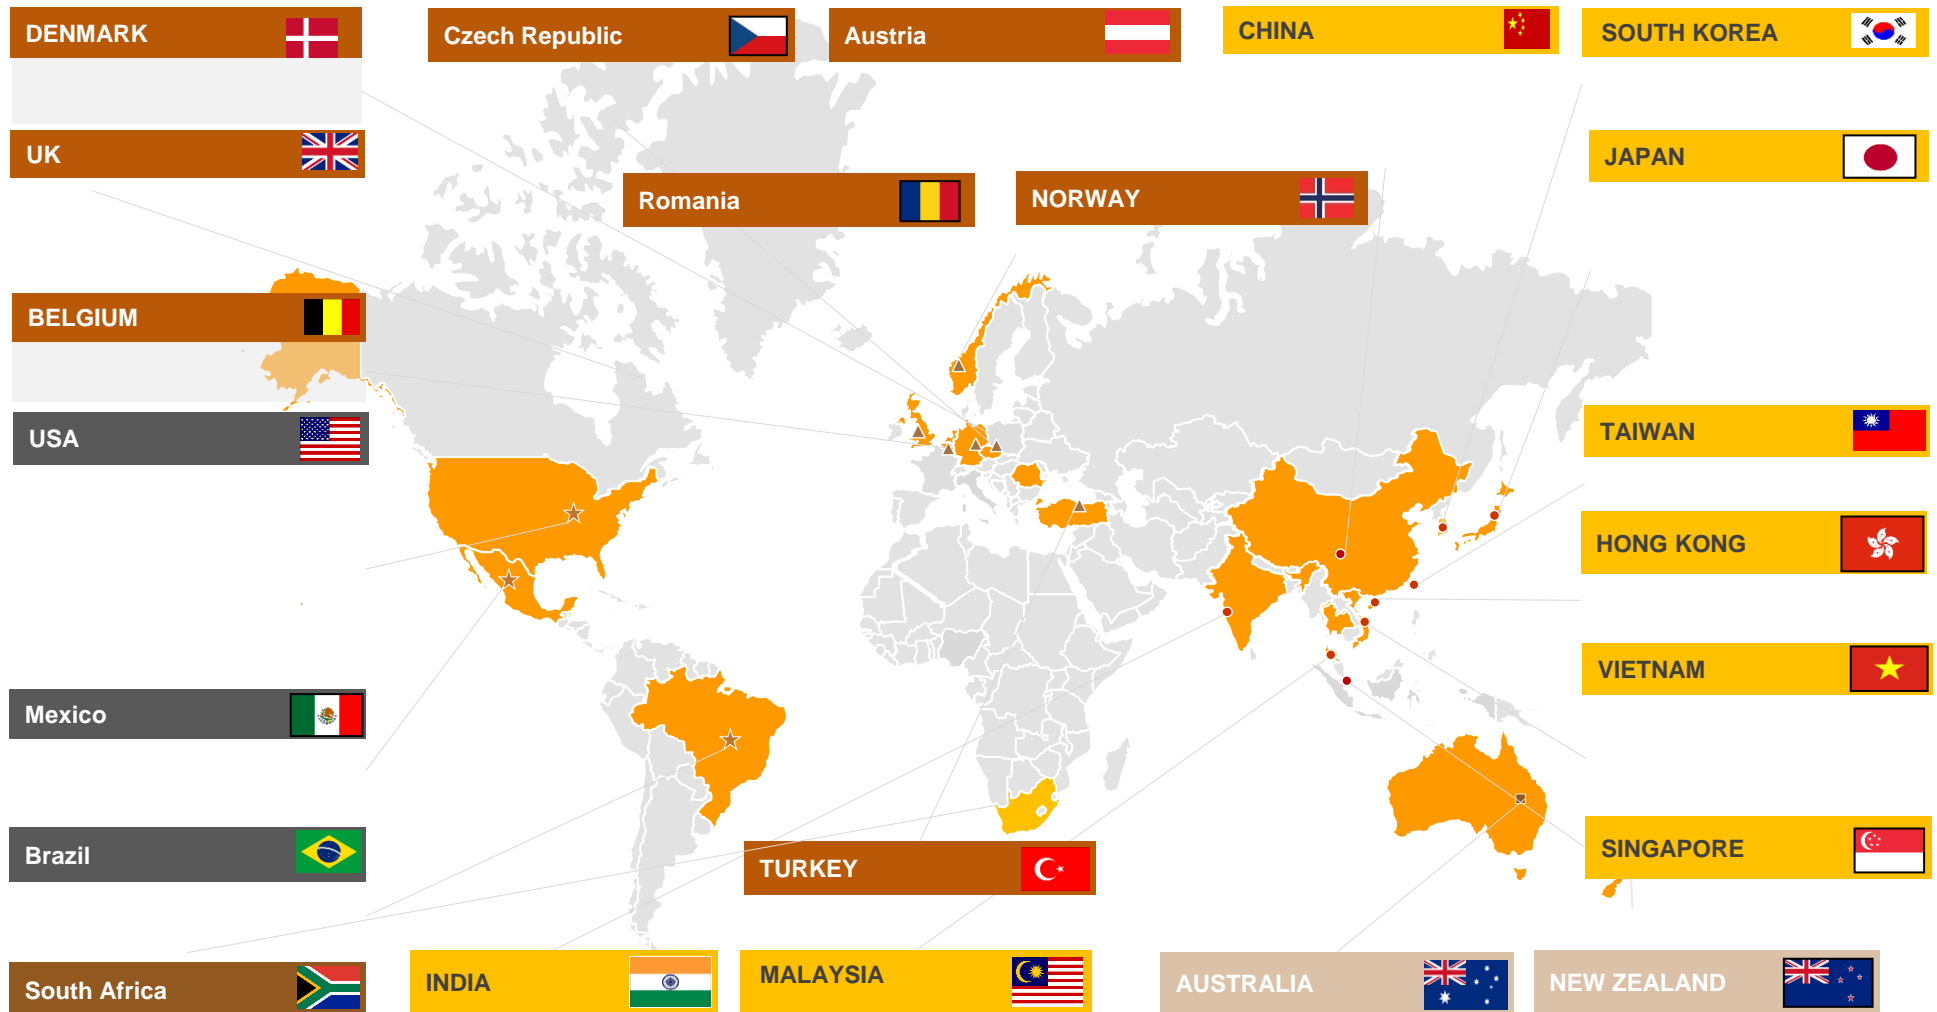 DENMARK
Czech Republic
Austria
CHINA
SOUTH KOREA
UK
JAPAN
Romania
NORWAY
BELGIUM
USA
TAIWAN
HONG KONG
VIETNAM
Mexico
Brazil
TURKEY
SINGAPORE
South Africa
INDIA
MALAYSIA
AUSTRALIA
NEW ZEALAND